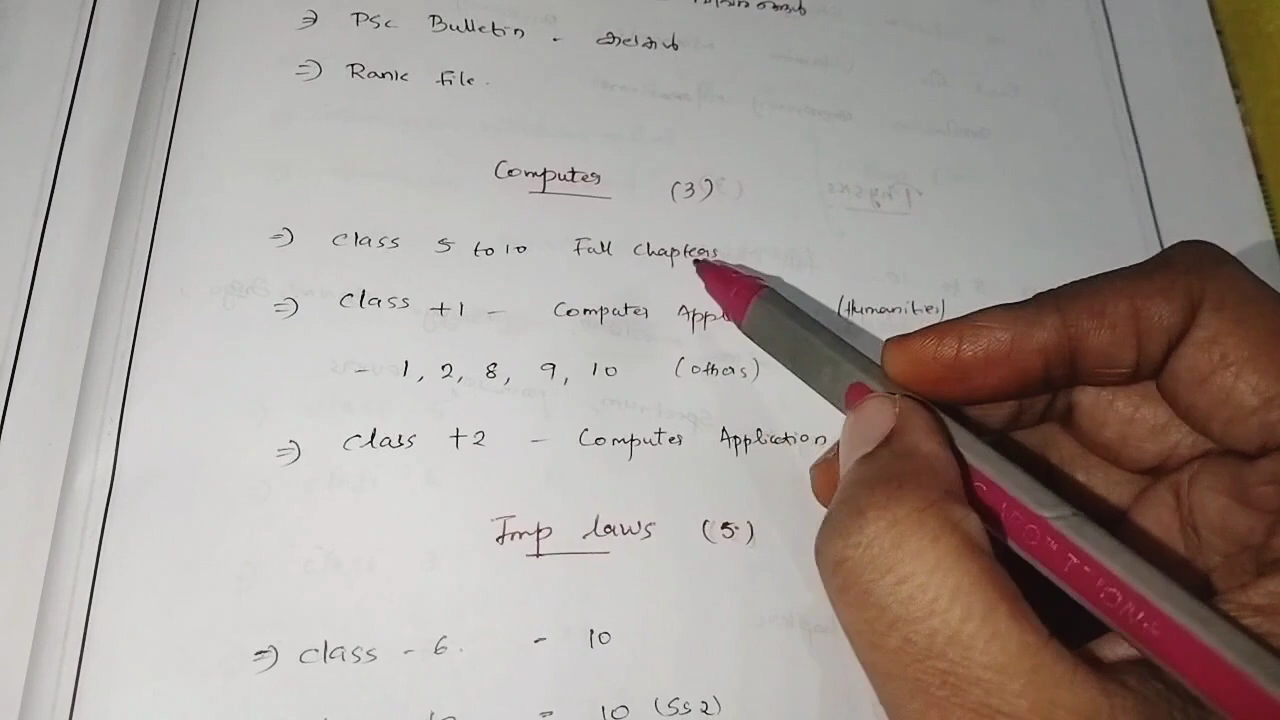 ⇒ PSC Bulletin - കലകൾ
⇒ Rank File.
Computer (3)
⇒ class 5 to 10 Full chapters
⇒ class +1 - Computer App (Humanities)
- 1, 2, 8, 9, 10 (others)
⇒ class +2 - Computer Application
Imp laws (5)
⇒ class - 6. - 10
= 10 (SS2)